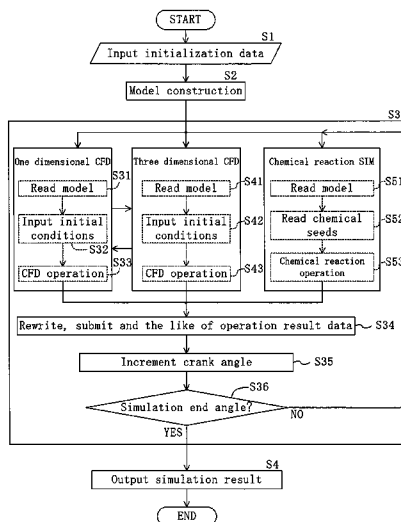 START
S1
Input initialization data
S2
Model construction
S3
One dimensional CFD
S31
Read model
Input initial
conditions
S32
S33
CFD operation
Three dimensional CFD
S41
Read model
Input initial
conditions
S42
CFD operation
S43
Chemical reaction SIM
Read model
S51
Read chemical
seeds
S52
Chemical reaction
operation
S53
Rewrite, submit and the like of operation result data
S34
Increment crank angle
S35
S36
Simulation end angle?
NO
YES
S4
Output simulation result
END